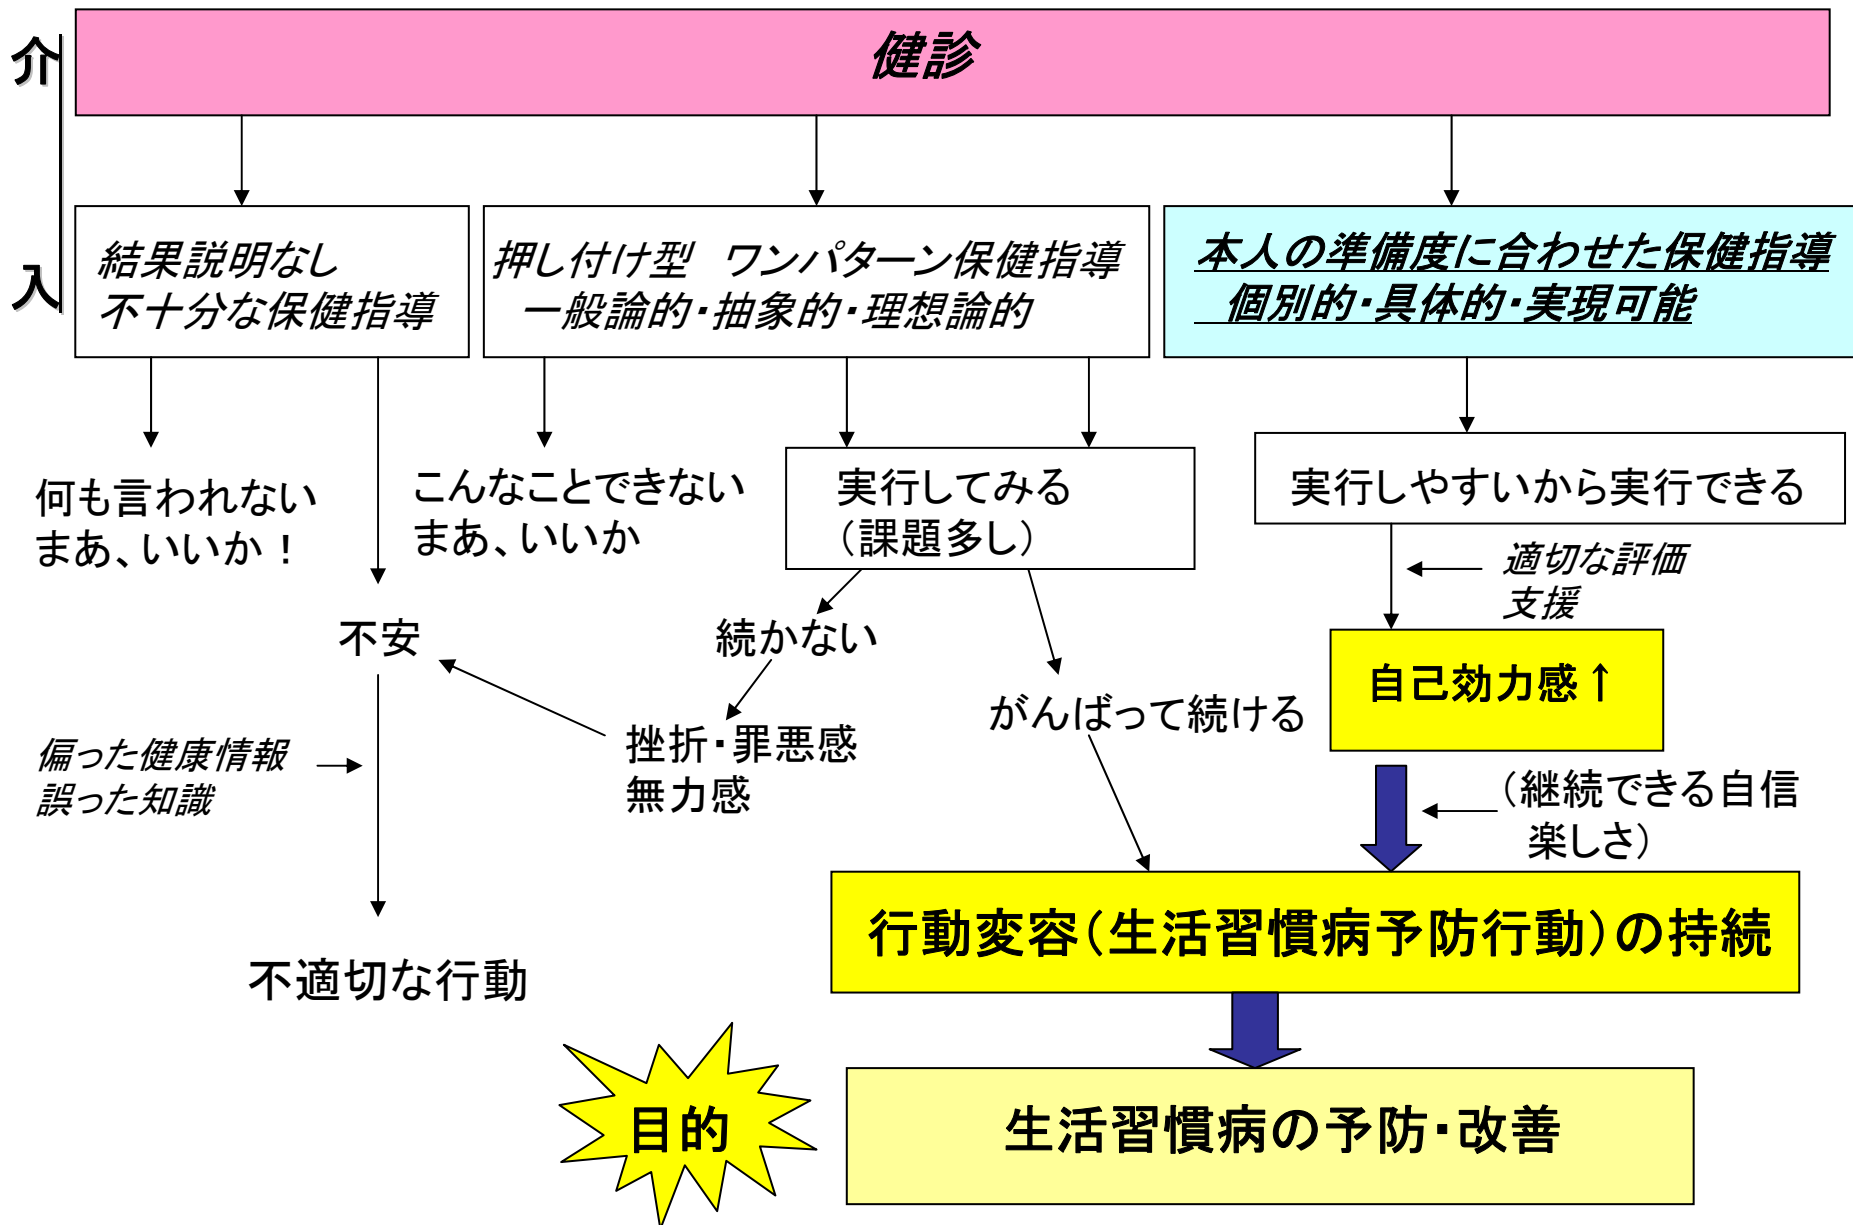 介入
健診
結果説明なし
不十分な保健指導
押し付け型　ワンパターン保健指導
一般論的・抽象的・理想論的
本人の準備度に合わせた保健指導
個別的・具体的・実現可能
何も言われない
まあ、いいか！
こんなことできない
まあ、いいか
実行してみる
（課題多し）
実行しやすいから実行できる
適切な評価
支援
不安
続かない
自己効力感↑
がんばって続ける
偏った健康情報
誤った知識
挫折・罪悪感
無力感
（継続できる自信
楽しさ）
行動変容（生活習慣病予防行動）の持続
不適切な行動
目的
生活習慣病の予防・改善